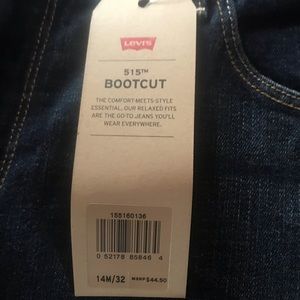 LEVI'S
515™
BOOTCUT
THE COMFORT-MEETS-STYLE
ESSENTIAL. OUR RELAXED FITS
ARE THE GO-TO JEANS YOU'LL
WEAR EVERYWHERE.
155160136
0 52178 85846 4
14M/32 MSRP $44.50